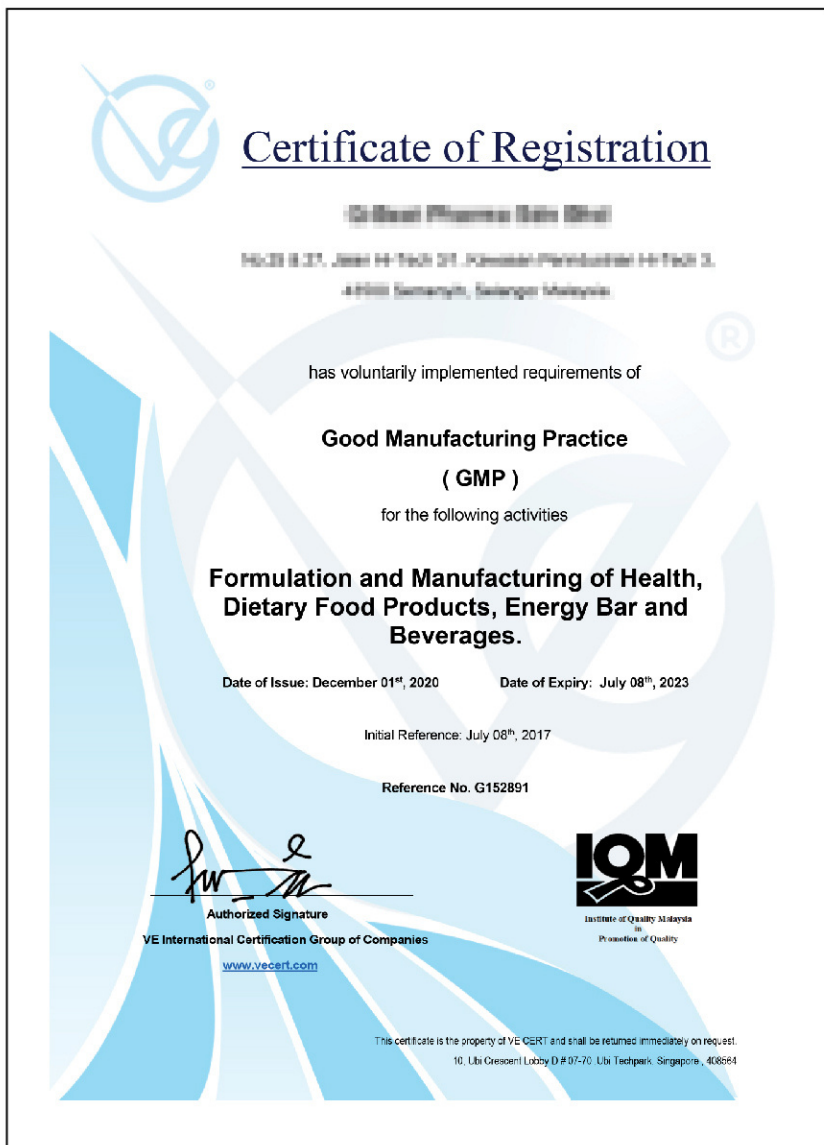 Ve
®
Certificate of Registration
®
has voluntarily implemented requirements of
Good Manufacturing Practice
( GMP )
for the following activities
Formulation and Manufacturing of Health,
Dietary Food Products, Energy Bar and
Beverages.
Date of Issue: December 01st, 2020 Date of Expiry: July 08th, 2023
Initial Reference: July 08th, 2017
Reference No. G152891
Authorized Signature
VE International Certification Group of Companies
www.vecert.com
IQM
Institute of Quality Malaysia
in
Promotion of Quality
This certificate is the property of VE CERT and shall be returned immediately on request.
10, Ubi Crescent Lobby D # 07-70 Ubi Techpark. Singapore , 408564